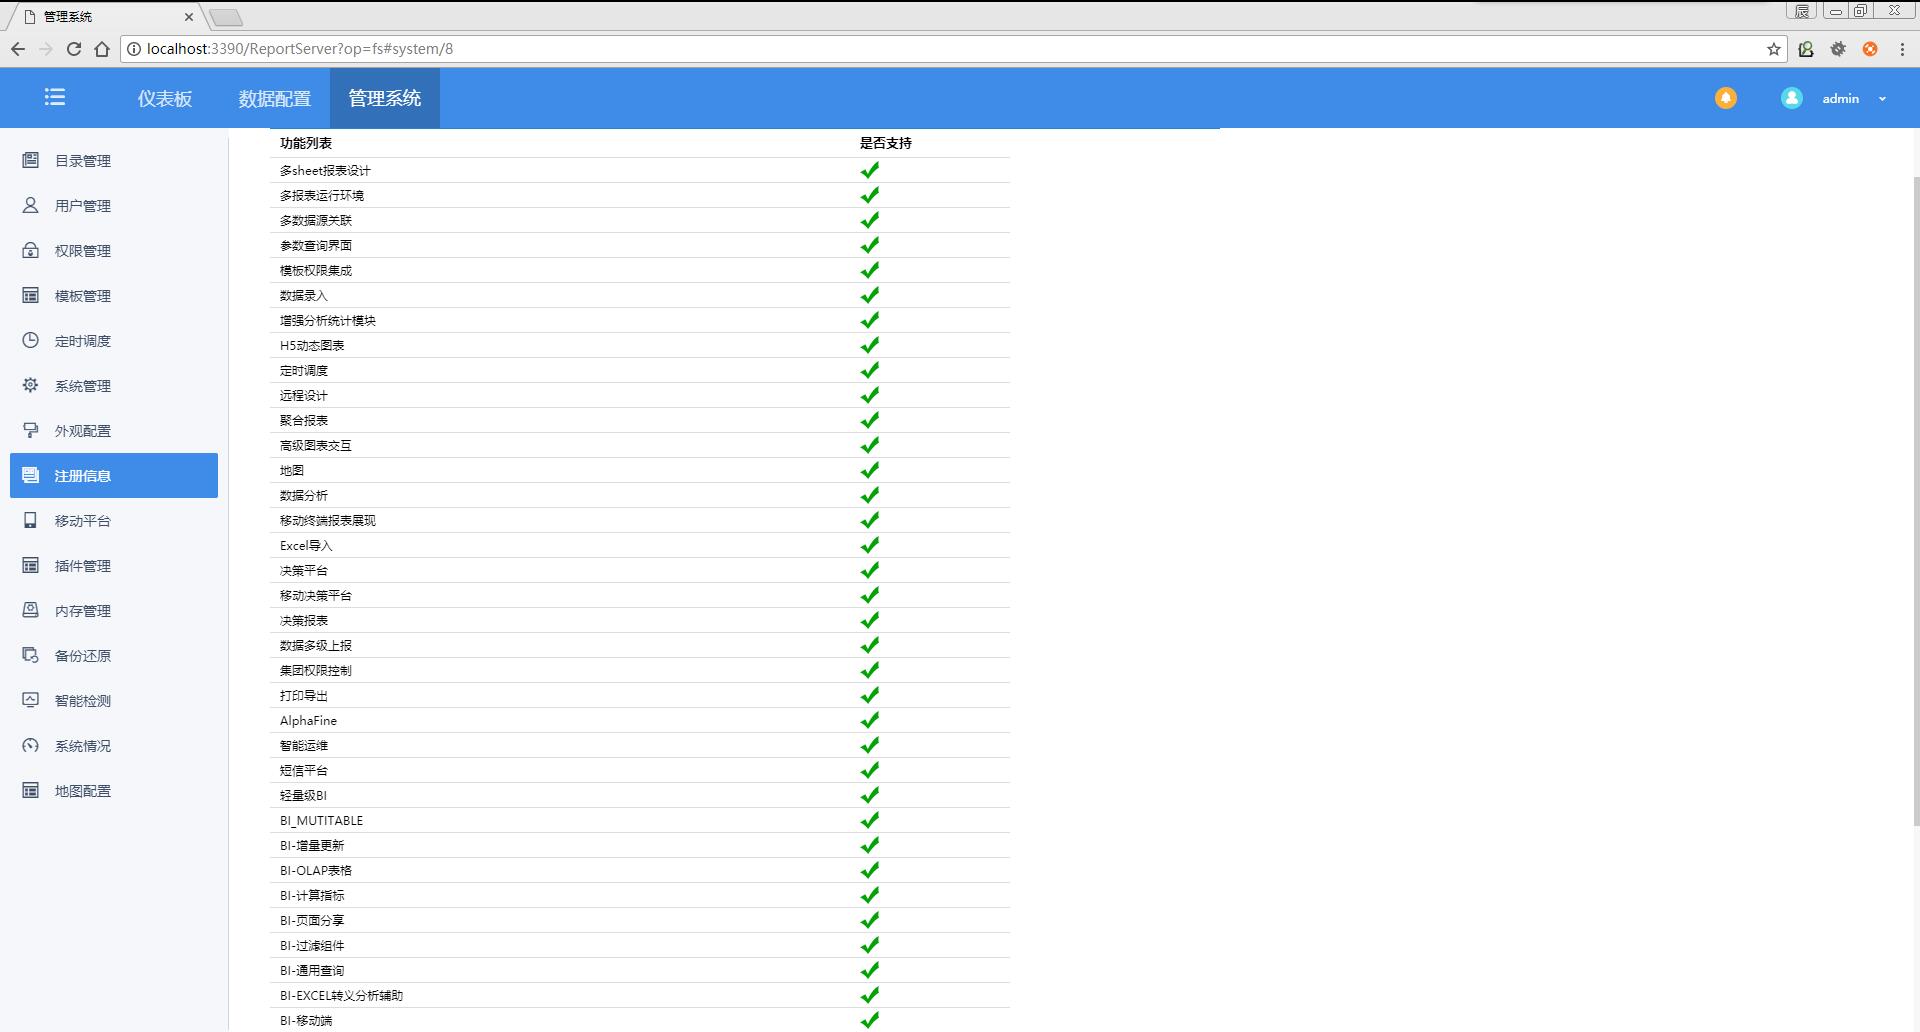 管理系统
辰
localhost:3390/ReportServer?op=fs#system/8
仪表板 数据配置 管理系统 admin
目录管理
用户管理
权限管理
模板管理
定时调度
系统管理
外观配置
注册信息
移动平台
插件管理
内存管理
备份还原
智能检测
系统情况
地图配置
功能列表 是否支持
多sheet报表设计
多报表运行环境
多数据源关联
参数查询界面
模板权限集成
数据录入
增强分析统计模块
H5动态图表
定时调度
远程设计
聚合报表
高级图表交互
地图
数据分析
移动终端报表展现
Excel导入
决策平台
移动决策平台
决策报表
数据多级上报
集团权限控制
打印导出
AlphaFine
智能运维
短信平台
轻量级BI
BI_MUTITABLE
BI-增量更新
BI-OLAP表格
BI-计算指标
BI-页面分享
BI-过滤组件
BI-通用查询
BI-EXCEL转义分析辅助
BI-移动端